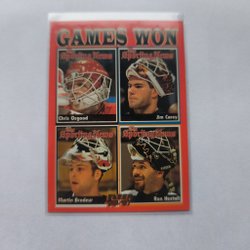 GAMES WON
The Sporting News
The Sporting News
Chris Osgood
Jim Carey
The Sporting News
The Sporting News
Martin Brodeur
Ron Hextall